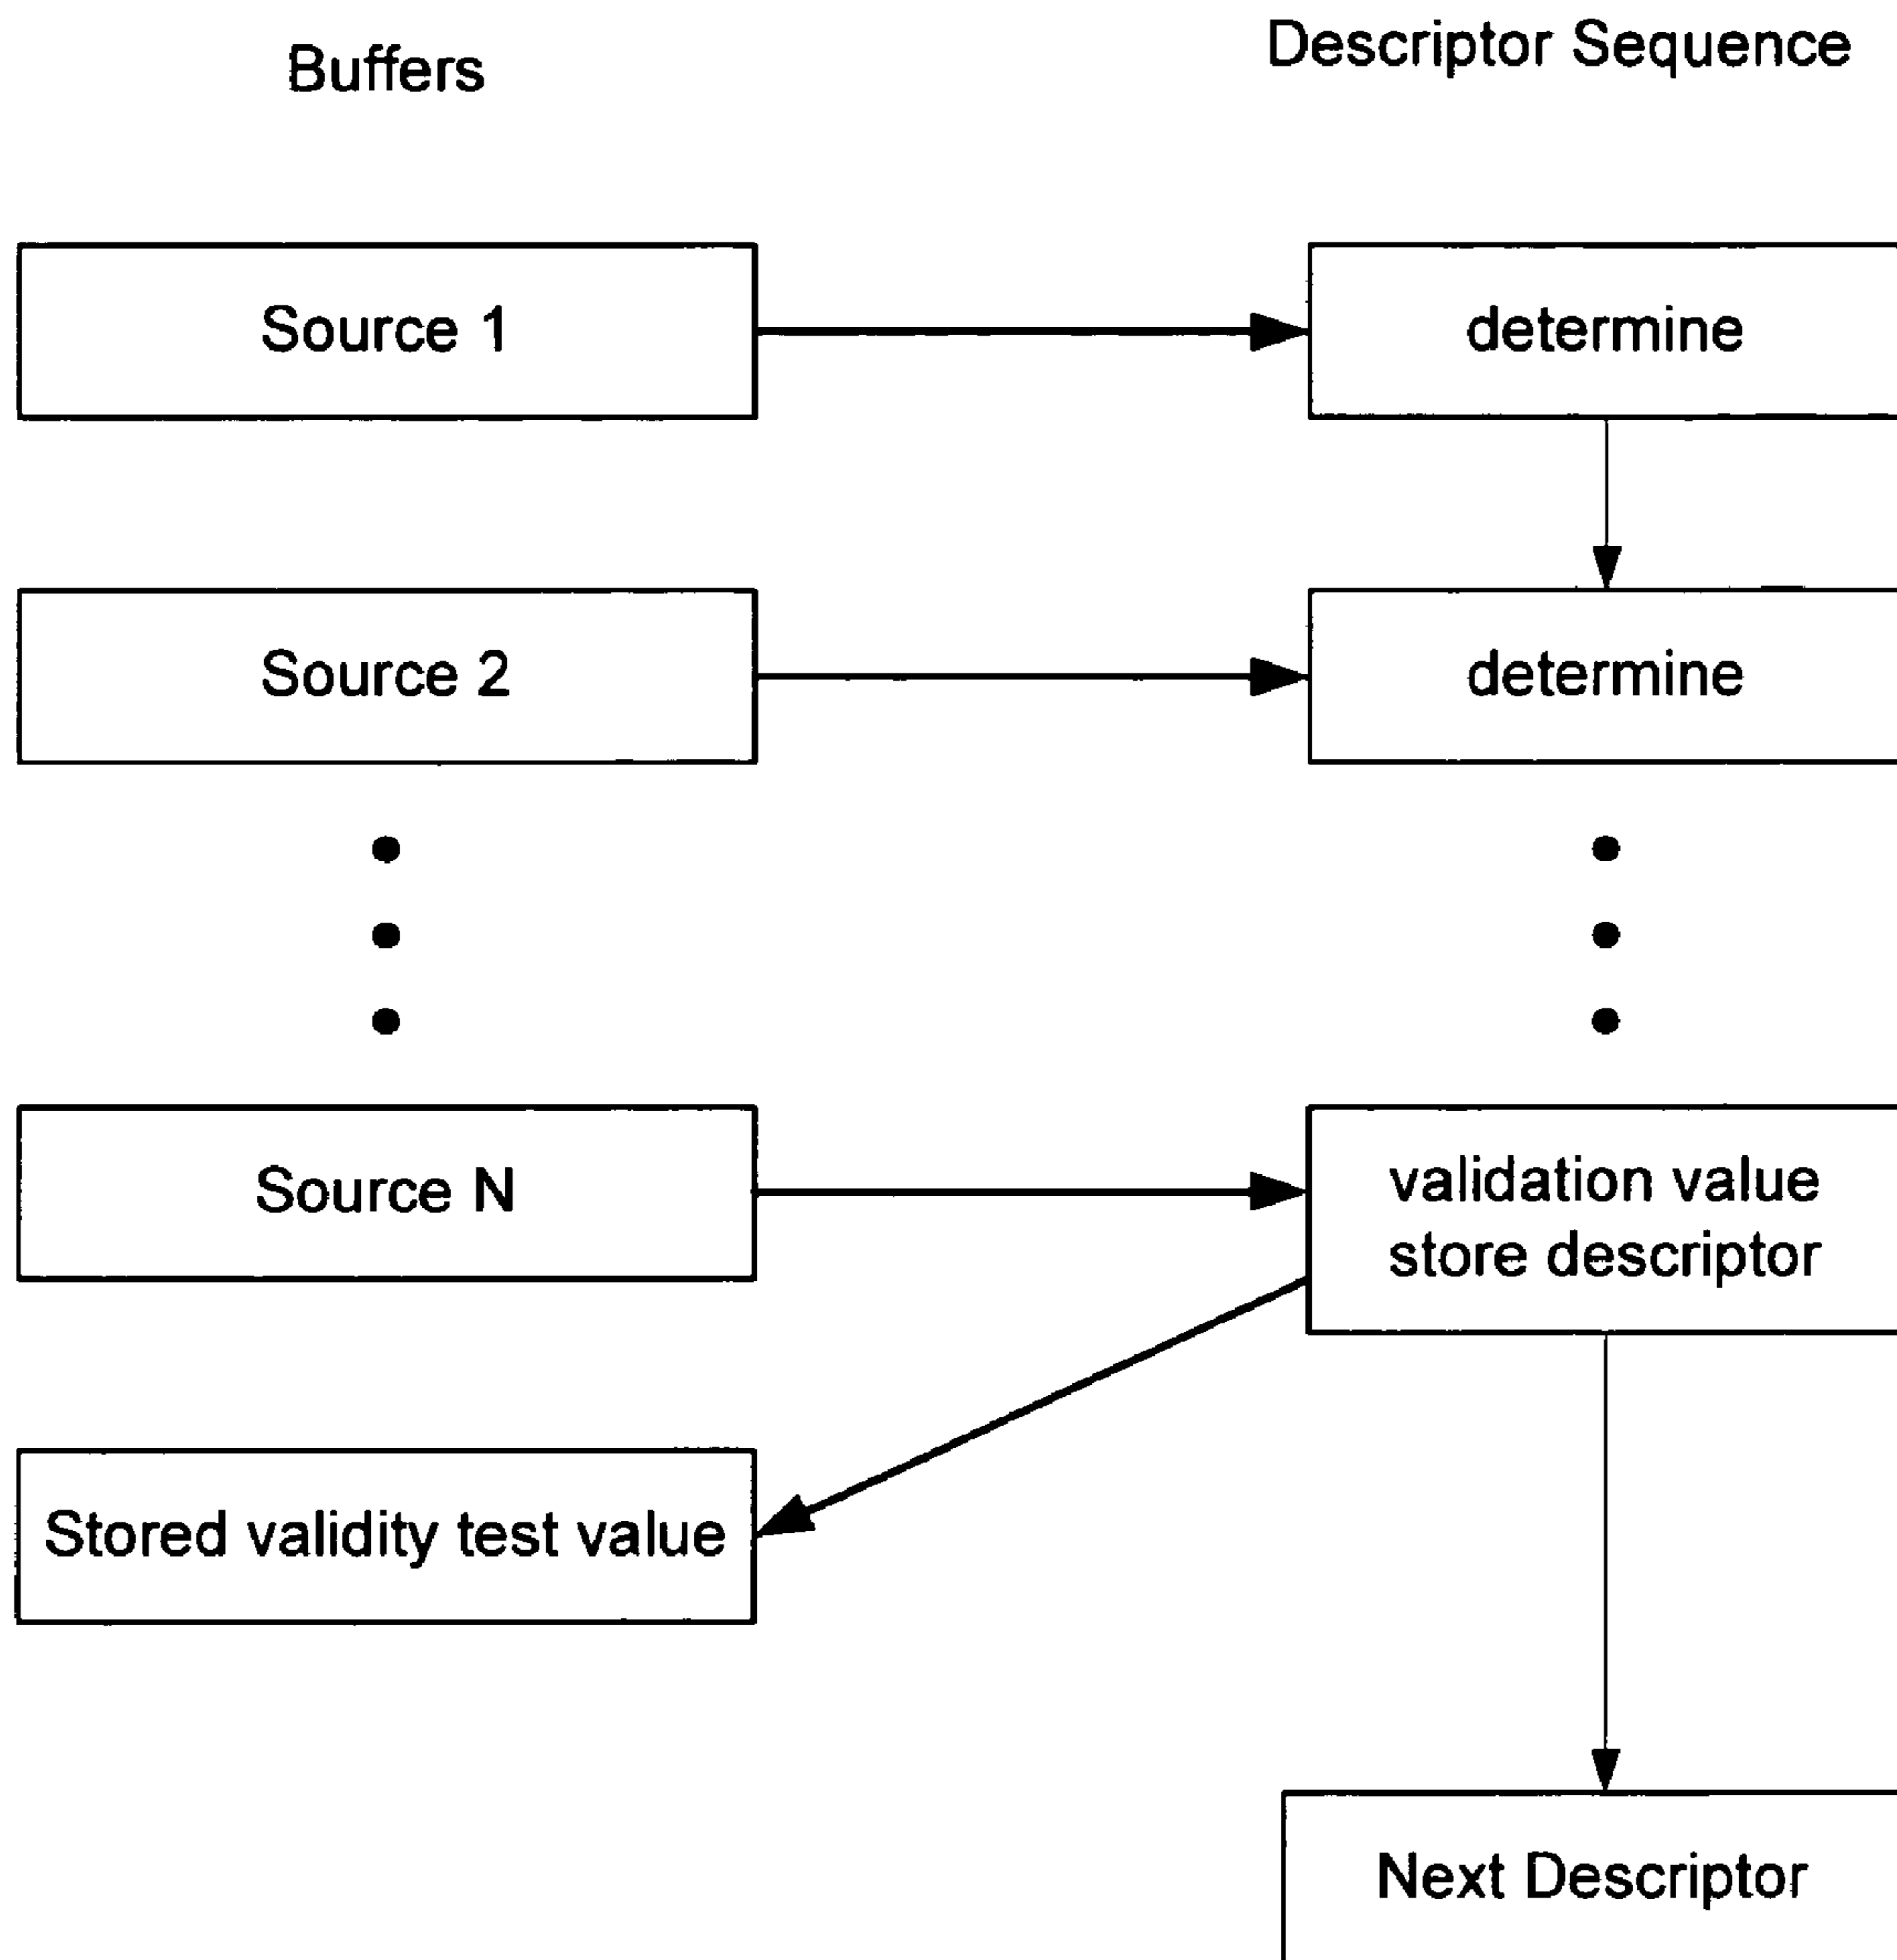 Buffers
Descriptor Sequence
Source 1
determine
Source 2
determine
Source N
validation value
store descriptor
Stored validity test value
Next Descriptor